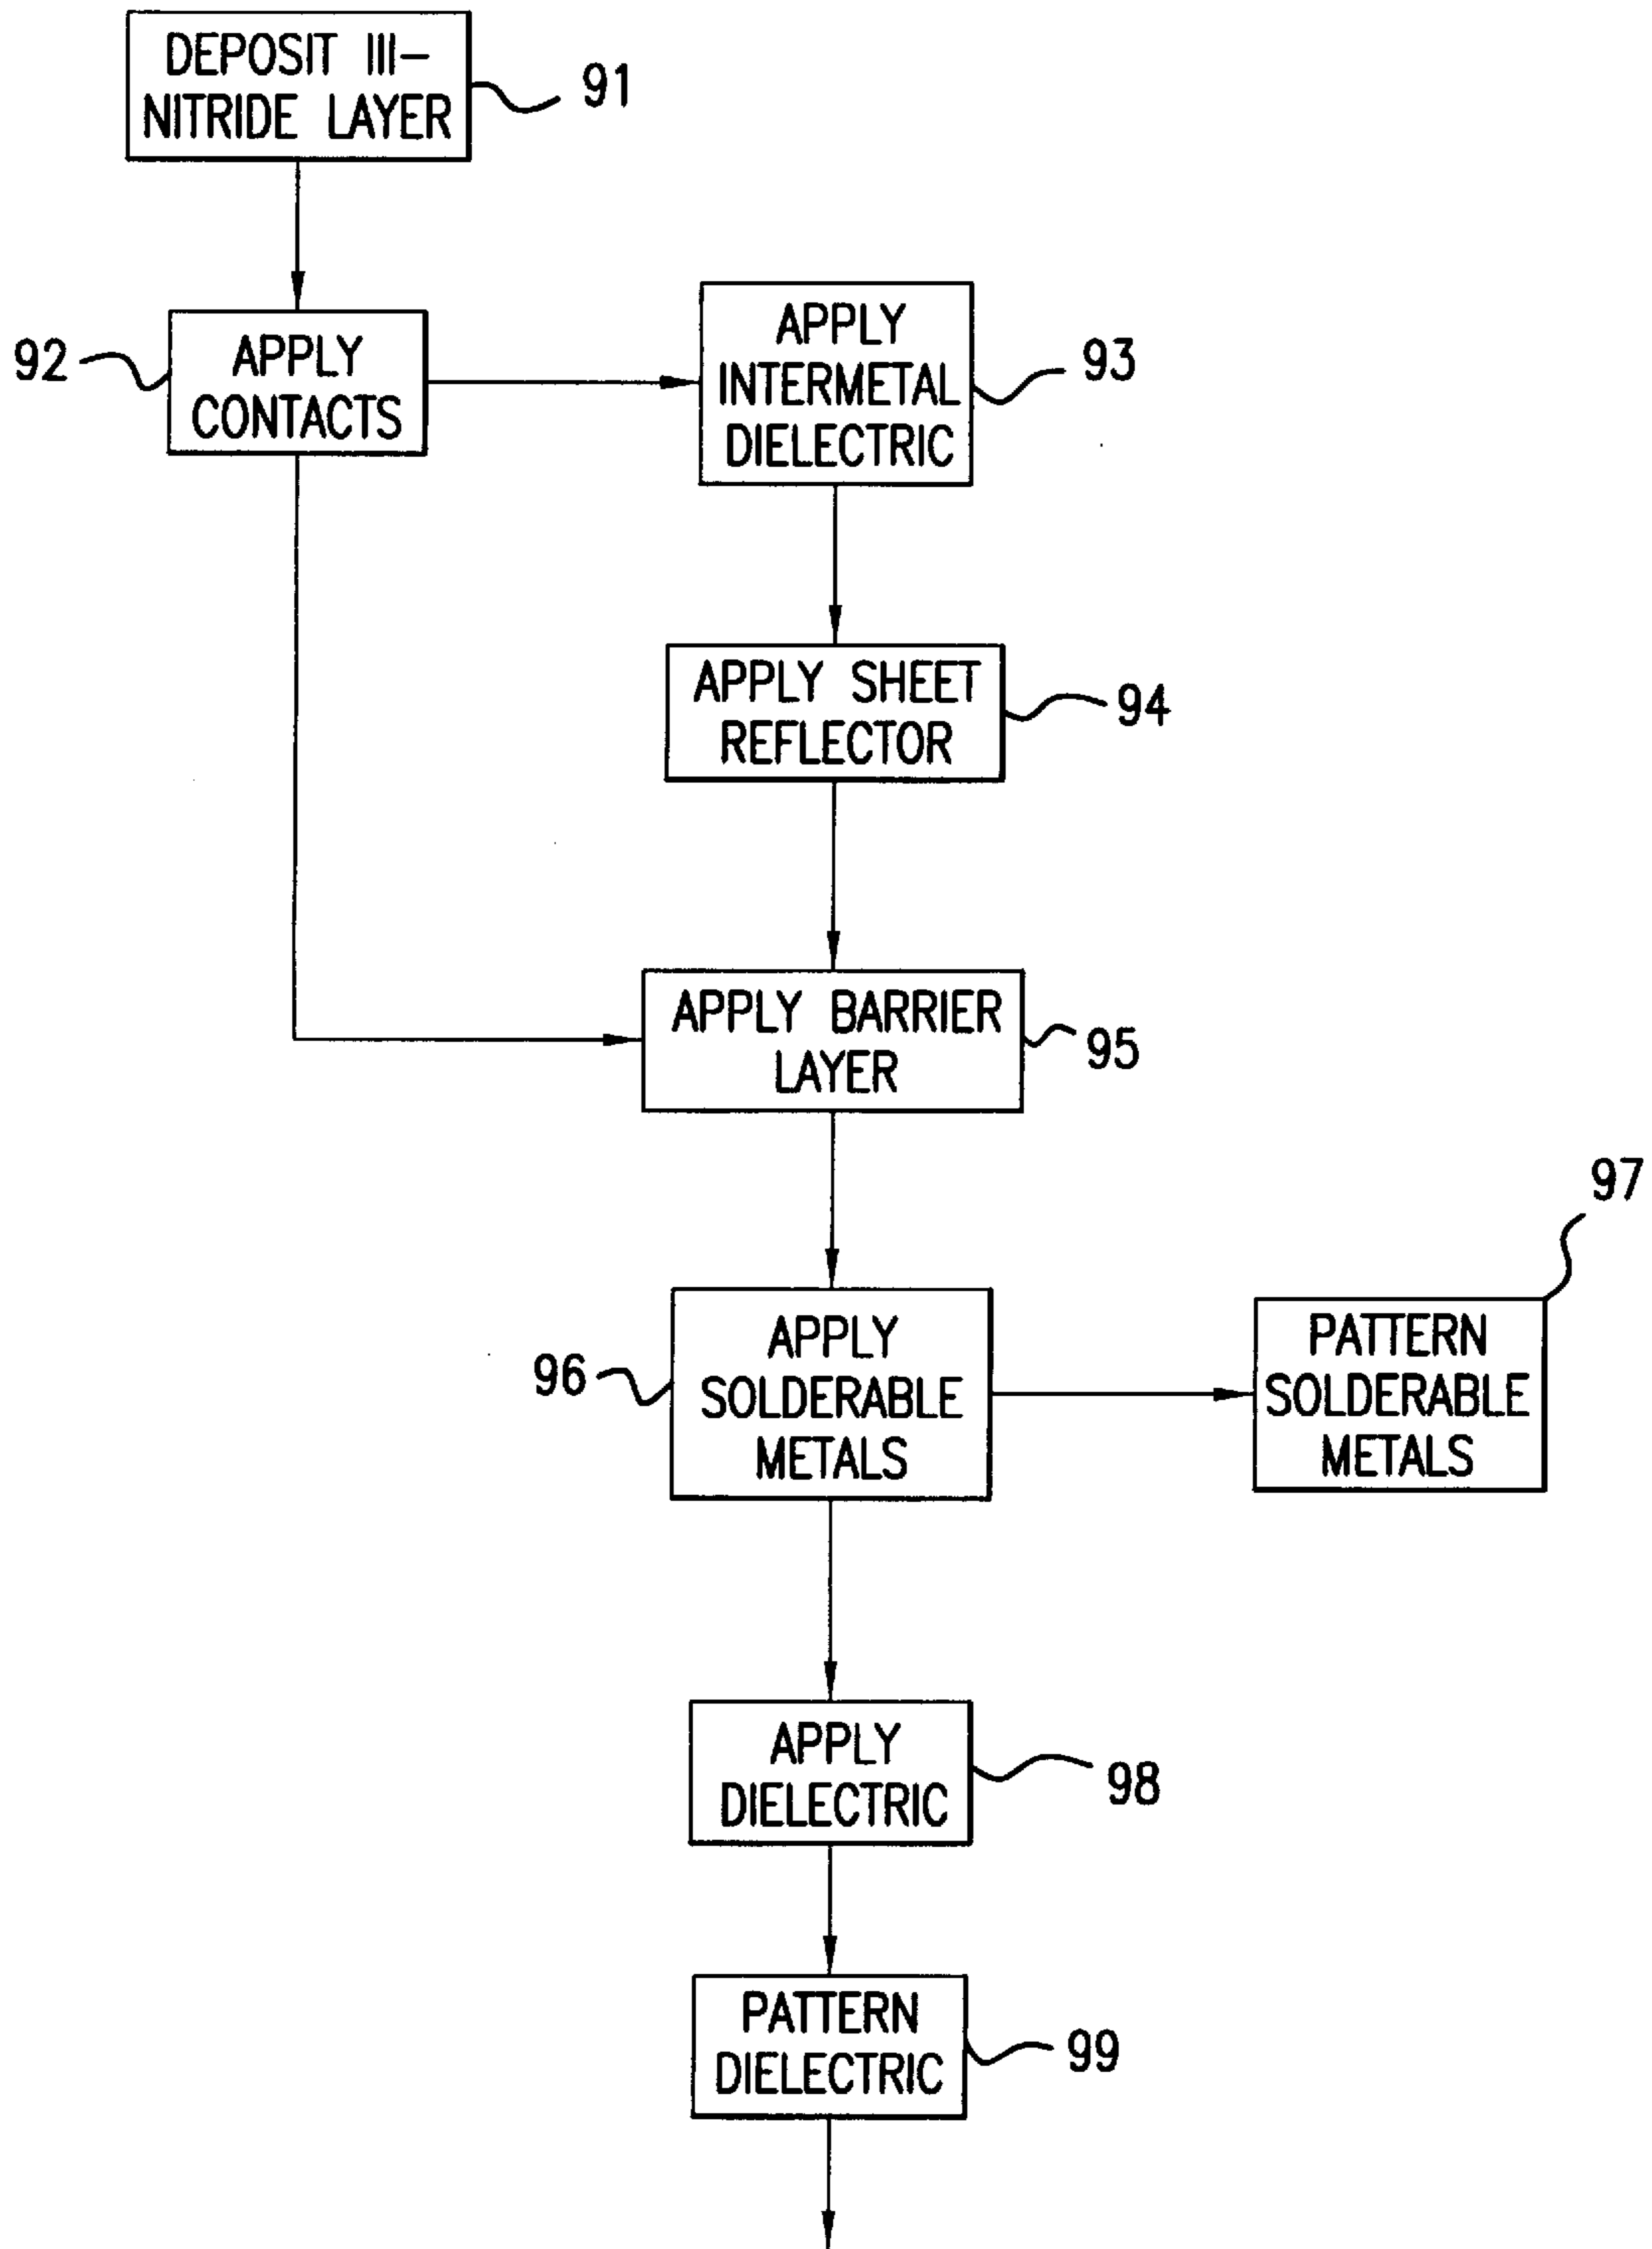 DEPOSIT III-
NITRIDE LAYER
91
92
APPLY
CONTACTS
APPLY
INTERMETAL
DIELECTRIC
93
APPLY SHEET
REFLECTOR
94
APPLY BARRIER
LAYER
95
96
APPLY
SOLDERABLE
METALS
97
PATTERN
SOLDERABLE
METALS
APPLY
DIELECTRIC
98
PATTERN
DIELECTRIC
99